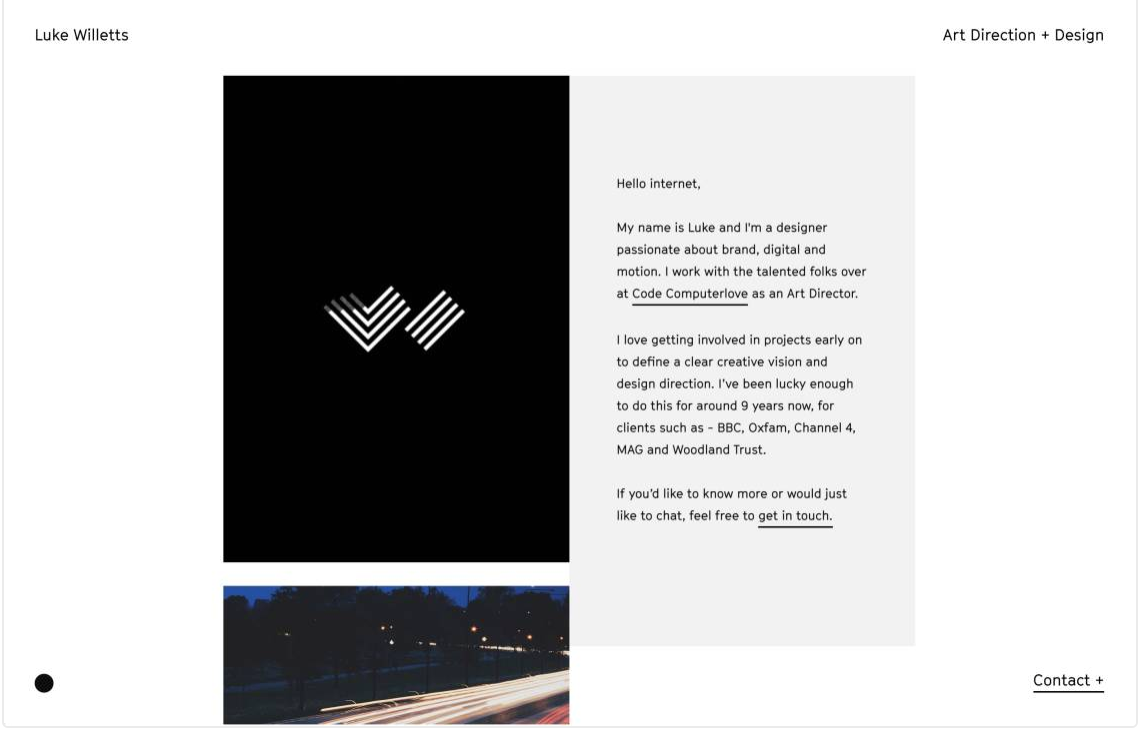 Luke Willetts
Art Direction + Design
Hello internet,
My name is Luke and I'm a designer
passionate about brand, digital and
motion. I work with the talented folks over
at Code Computerlove as an Art Director.
I love getting involved in projects early on
to define a clear creative vision and
design direction. I've been lucky enough
to do this for around 9 years now, for
clients such as - BBC, Oxfam, Channel 4,
MAG and Woodland Trust.
If you'd like to know more or would just
like to chat, feel free to get in touch.
Contact +